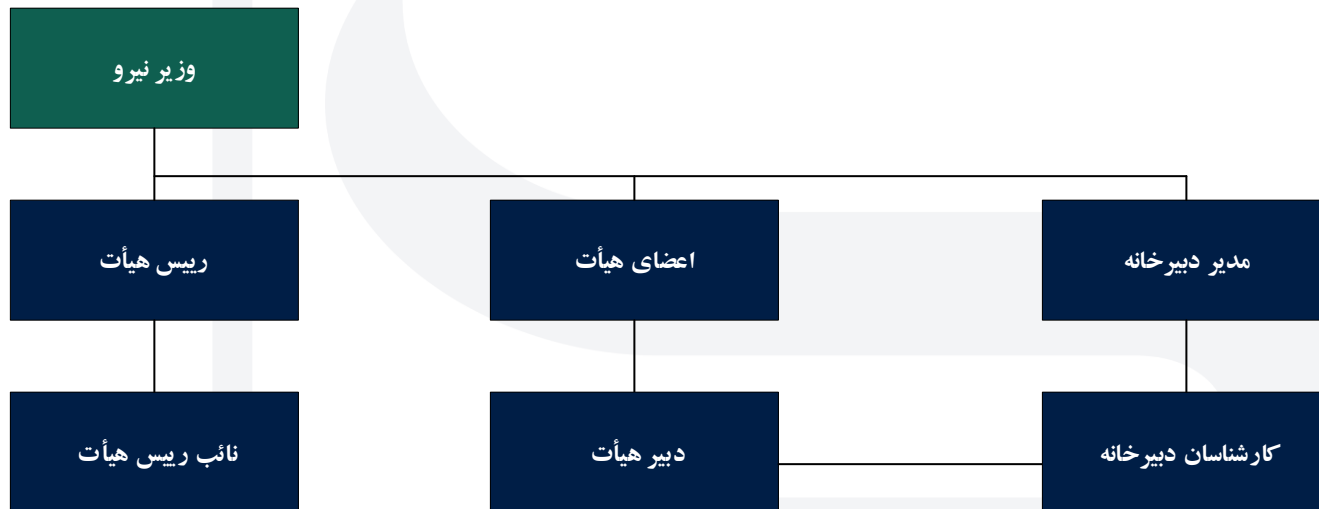 وزیر نیرو
مدیر دبیرخانه
اعضای هیأت
رییس هیأت
کارشناسان دبیرخانه
دبیر هیأت
نائب رییس هیأت